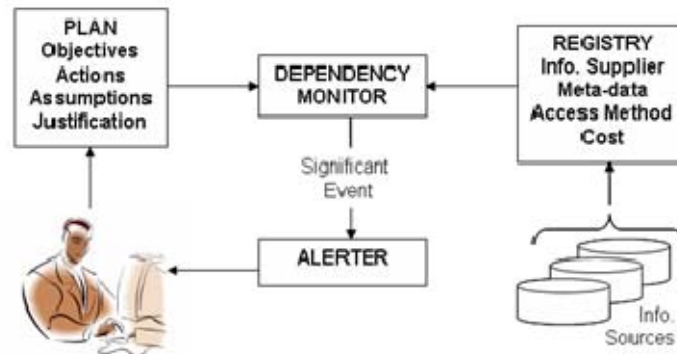 PLAN
Objectives
Actions
Assumptions
Justification
DEPENDENCY
MONITOR
REGISTRY
Info. Supplier
Meta-data
Access Method
Cost
Significant
Event
ALERTER
Info.
Sources